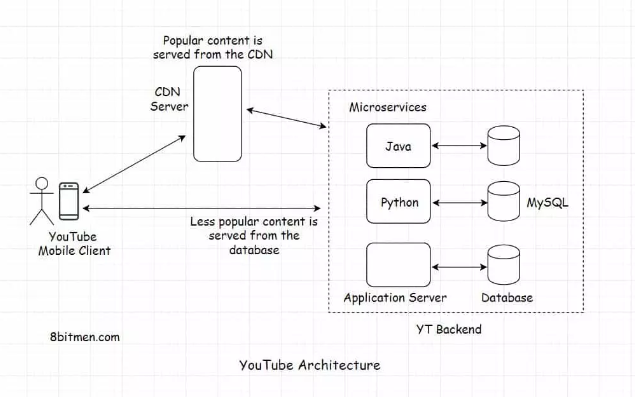 Popular content is
served from the CDN
CDN
Server
Microservices
Java
Python
MySQL
YouTube
Mobile Client
Less popular content is
served from the
database
Application Server
Database
YT Backend
8bitmen.com
YouTube Architecture